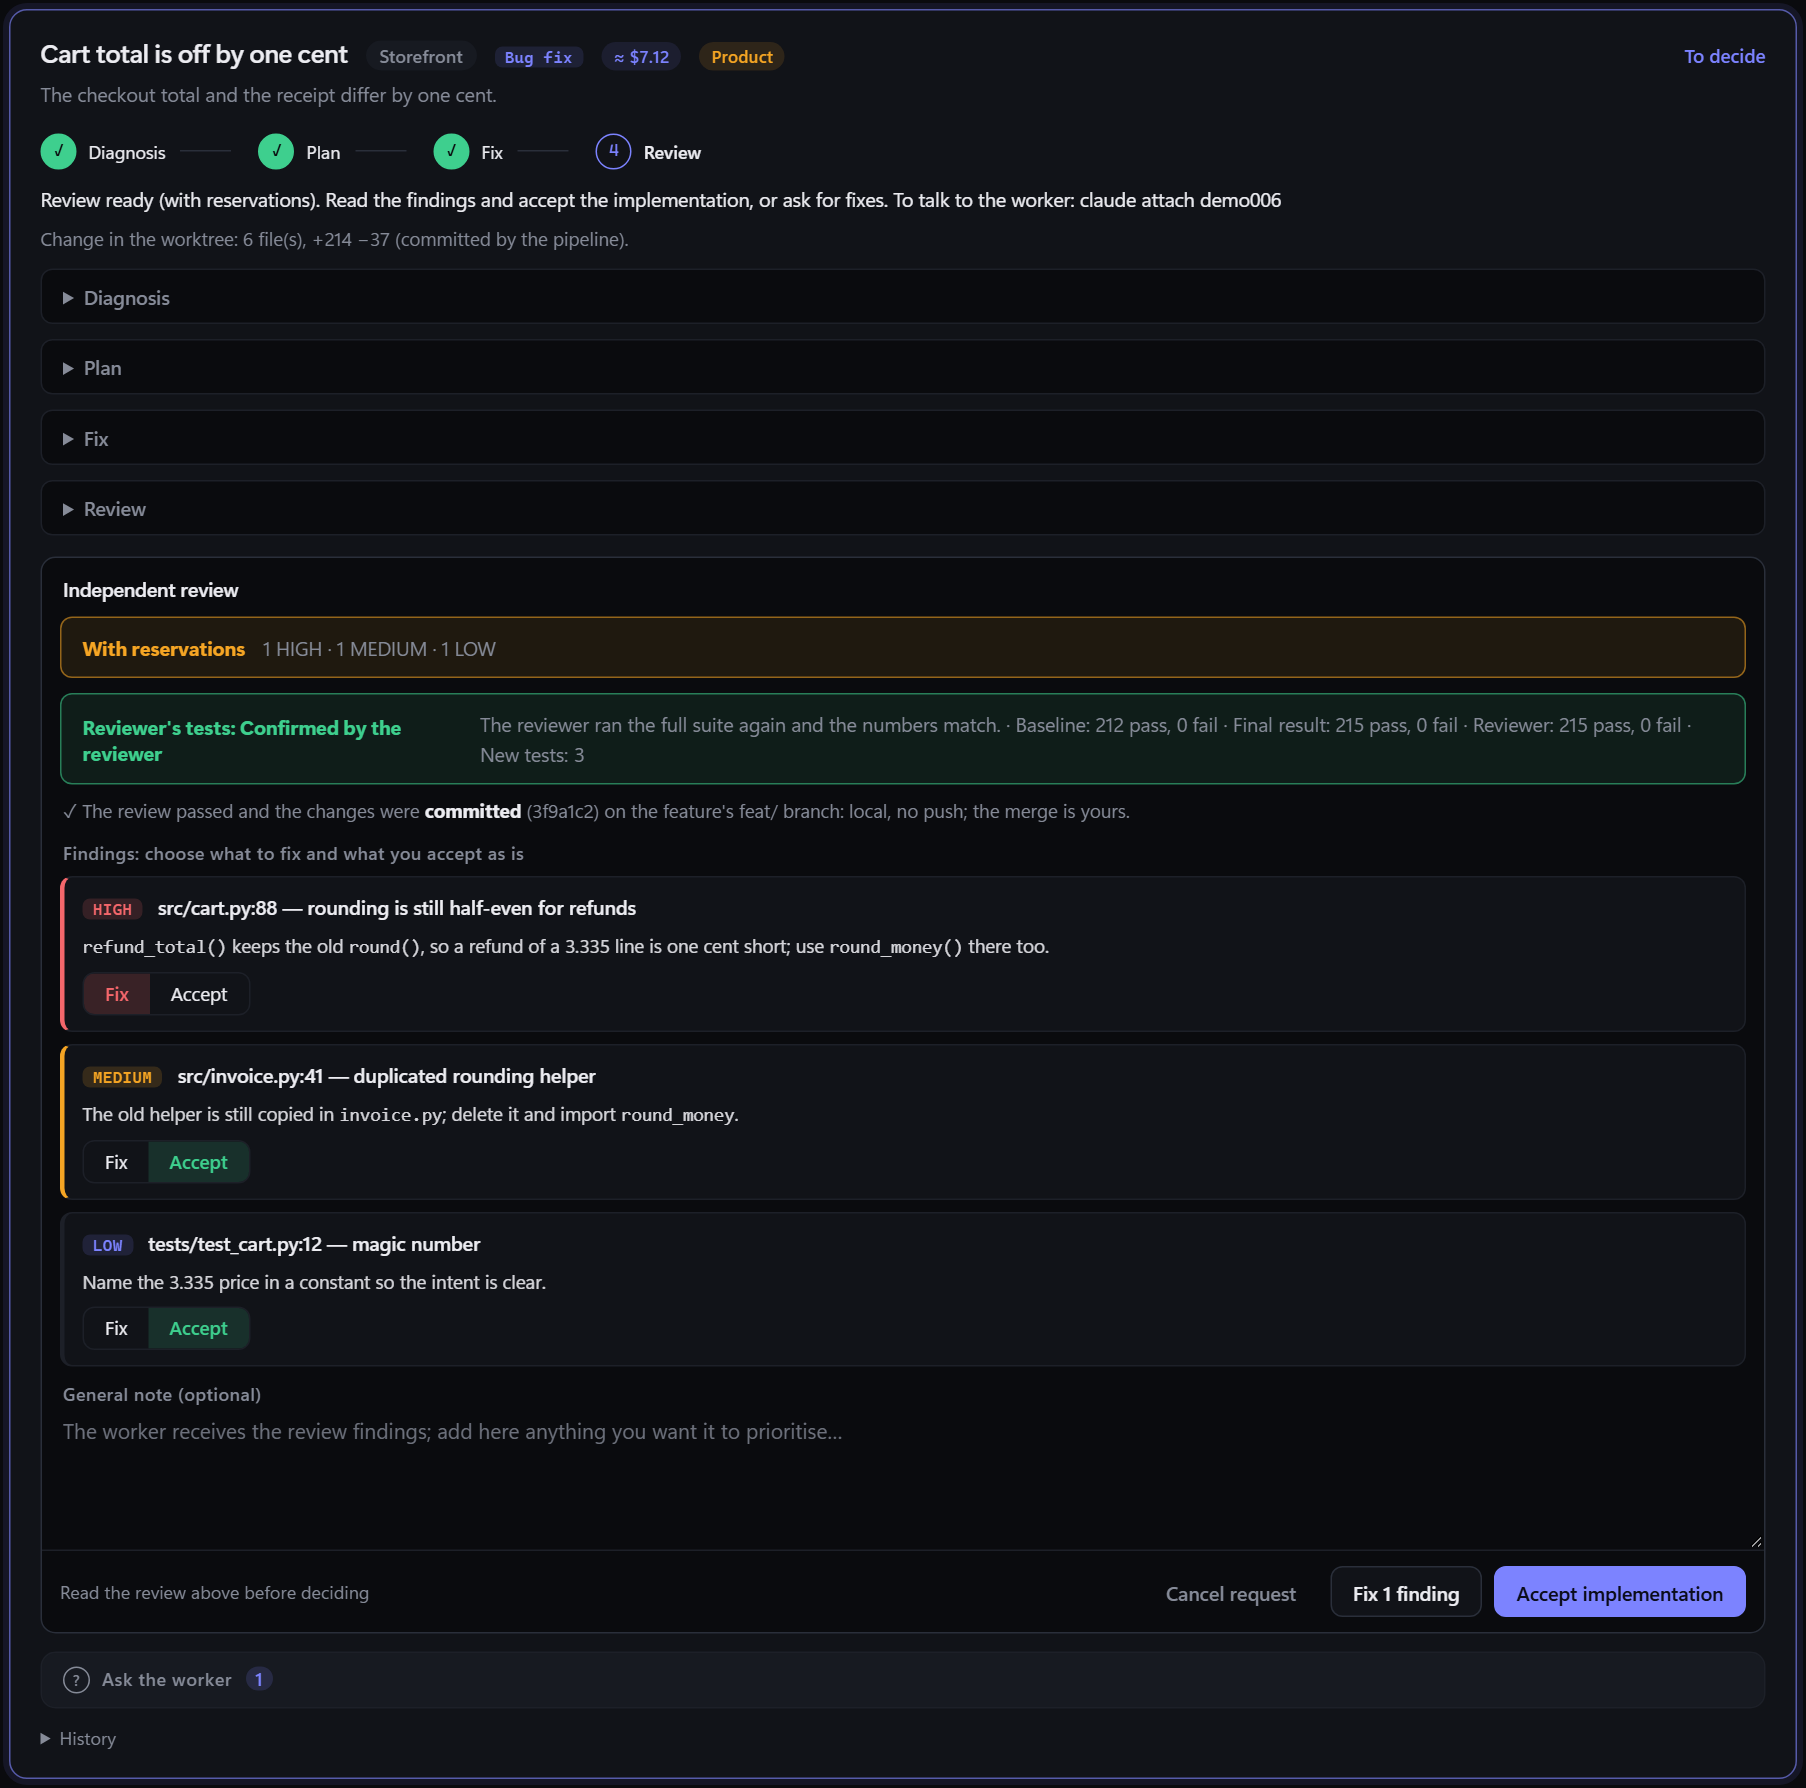 Cart total is off by one cent Storefront Bug fix ≈ $7.12 Product To decide
The checkout total and the receipt differ by one cent.
✓ Diagnosis ✓ Plan ✓ Fix 4 Review
Review ready (with reservations). Read the findings and accept the implementation, or ask for fixes. To talk to the worker: claude attach demo006
Change in the worktree: 6 file(s), +214 −37 (committed by the pipeline).
▶ Diagnosis
▶ Plan
▶ Fix
▶ Review
Independent review
With reservations 1 HIGH · 1 MEDIUM · 1 LOW
Reviewer's tests: Confirmed by the
reviewer
The reviewer ran the full suite again and the numbers match. · Baseline: 212 pass, 0 fail · Final result: 215 pass, 0 fail · Reviewer: 215 pass, 0 fail ·
New tests: 3
✓ The review passed and the changes were committed (3f9a1c2) on the feature's feat/ branch: local, no push; the merge is yours.
Findings: choose what to fix and what you accept as is
HIGH src/cart.py:88 — rounding is still half-even for refunds
refund_total() keeps the old round(), so a refund of a 3.335 line is one cent short; use round_money() there too.
Fix Accept
MEDIUM src/invoice.py:41 — duplicated rounding helper
The old helper is still copied in invoice.py; delete it and import round_money.
Fix Accept
LOW tests/test_cart.py:12 — magic number
Name the 3.335 price in a constant so the intent is clear.
Fix Accept
General note (optional)
The worker receives the review findings; add here anything you want it to prioritise...
Read the review above before deciding Cancel request Fix 1 finding Accept implementation
? Ask the worker 1
▶ History